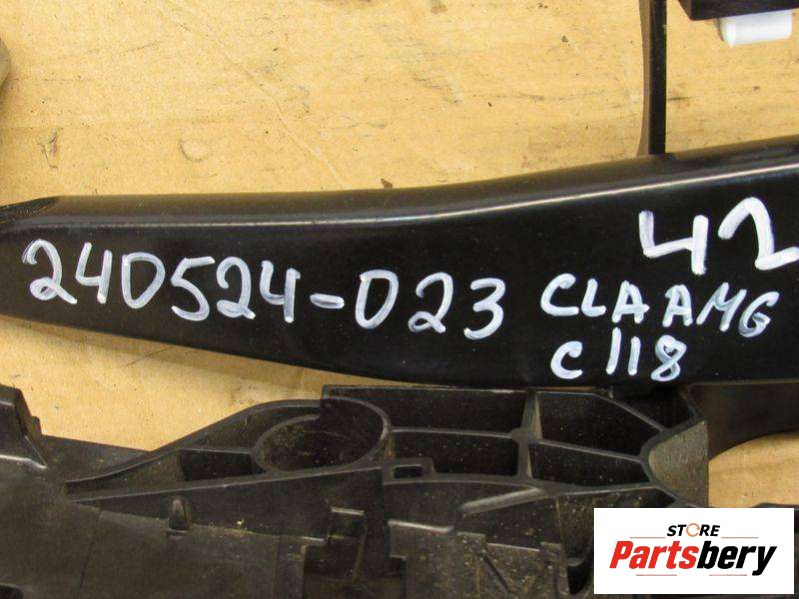 42
240524-023 CLA AMG
C118
STORE
Partsbery